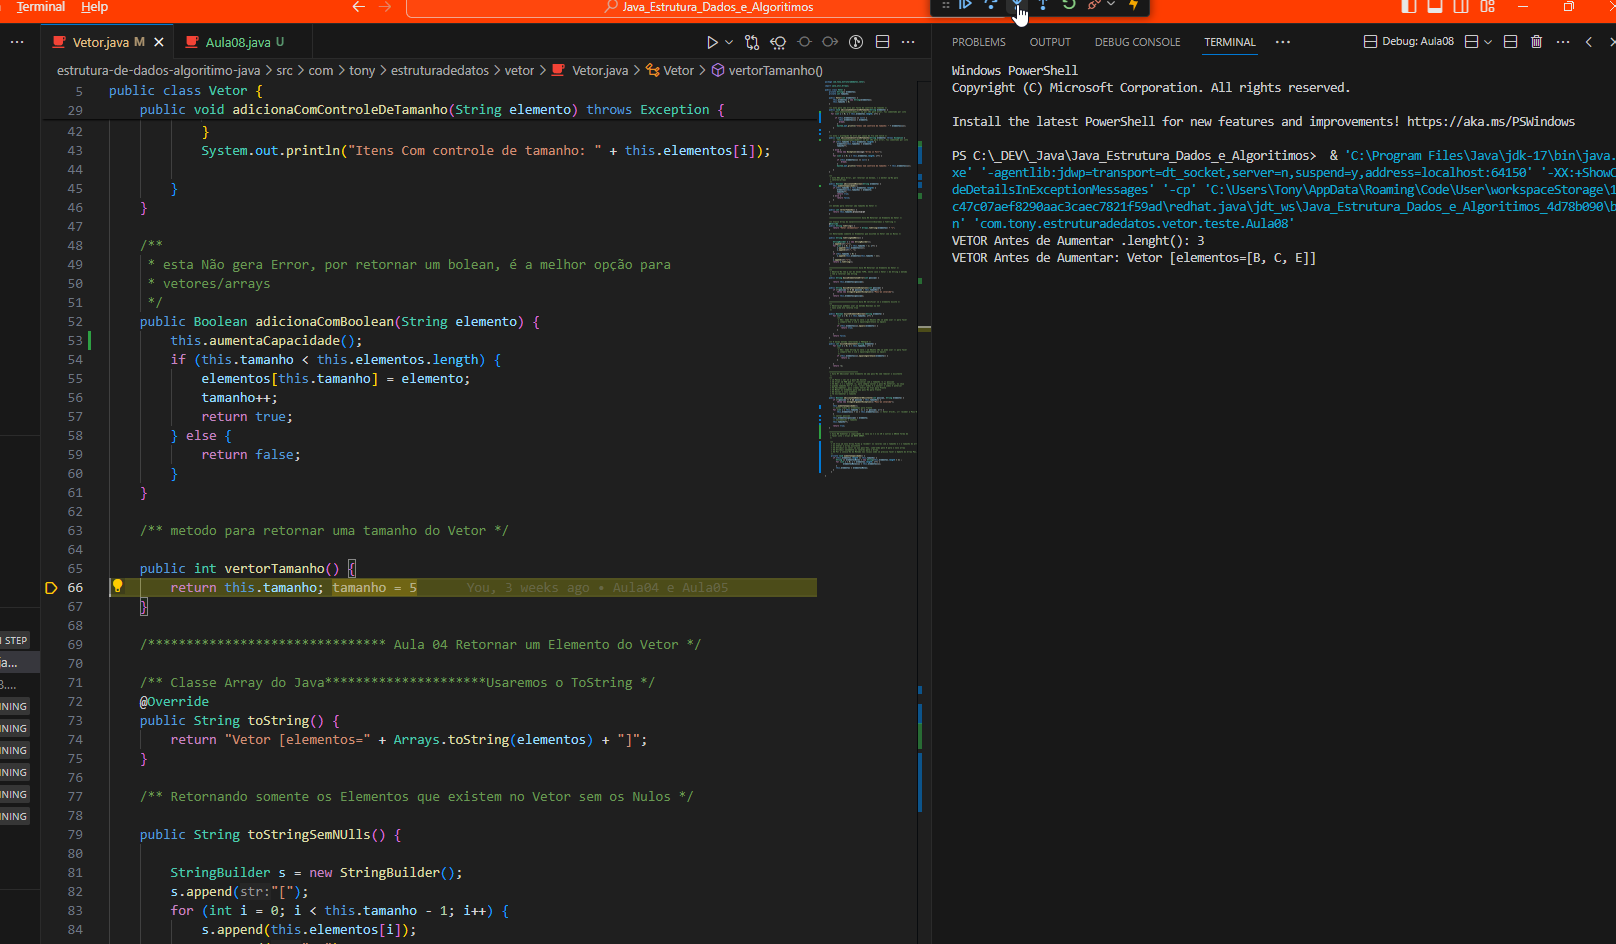 Terminal Help
Java_Estrutura_Dados_e_Algoritimos
Vetor.java M
Aula08.java U
estrutura-de-dados-algoritimo-java > src > com > tony > estruturadedatos > vetor > Vetor.java > Vetor > vertorTamanho()
5 public class Vetor {
29 public void adicionaComControleDeTamanho(String elemento) throws Exception {
42 }
43 System.out.println("Itens Com controle de tamanho: " + this.elementos[i]);
44
45 }
46 }
47
48 /**
49 * esta Não gera Error, por retornar um bolean, é a melhor opção para
50 * vetores/arrays
51 */
52 public Boolean adicionaComBoolean(String elemento) {
53 this.aumentaCapacidade();
54 if (this.tamanho < this.elementos.length) {
55 elementos[this.tamanho] = elemento;
56 tamanho++;
57 return true;
58 } else {
59 return false;
60 }
61 }
62
63 /** metodo para retornar uma tamanho do Vetor */
64
65 public int vertorTamanho() {
66 return this.tamanho; tamanho = 5 You, 3 weeks ago • Aula04 e Aula05
67 }
68
69 /******************************* Aula 04 Retornar um Elemento do Vetor */
70
71 /** Classe Array do Java*********************Usaremos o ToString */
72 @Override
73 public String toString() {
74 return "Vetor [elementos=" + Arrays.toString(elementos) + "]";
75 }
76
77 /** Retornando somente os Elementos que existem no Vetor sem os Nulos */
78
79 public String toStringSemNUlls() {
80
81 StringBuilder s = new StringBuilder();
82 s.append(str:"[");
83 for (int i = 0; i < this.tamanho - 1; i++) {
84 s.append(this.elementos[i]);
STEP
ja...
3....
NING
NING
NING
NING
NING
NING
PROBLEMS OUTPUT DEBUG CONSOLE TERMINAL
Debug: Aula08
Windows PowerShell
Copyright (C) Microsoft Corporation. All rights reserved.
Install the latest PowerShell for new features and improvements! https://aka.ms/PSWindows
PS C:\_DEV\_Java\Java_Estrutura_Dados_e_Algoritimos> & 'C:\Program Files\Java\jdk-17\bin\java.
xe' '-agentlib:jdwp=transport=dt_socket,server=n,suspend=y,address=localhost:64150' '-XX:+ShowC
deDetailsInExceptionMessages' '-cp' 'C:\Users\Tony\AppData\Roaming\Code\User\workspaceStorage\1
c47c07aef8290aac3caec7821f59ad\redhat.java\jdt_ws\Java_Estrutura_Dados_e_Algoritimos_4d78b090\b
n' 'com.tony.estruturadedatos.vetor.teste.Aula08'
VETOR Antes de Aumentar .lenght(): 3
VETOR Antes de Aumentar: Vetor [elementos=[B, C, E]]